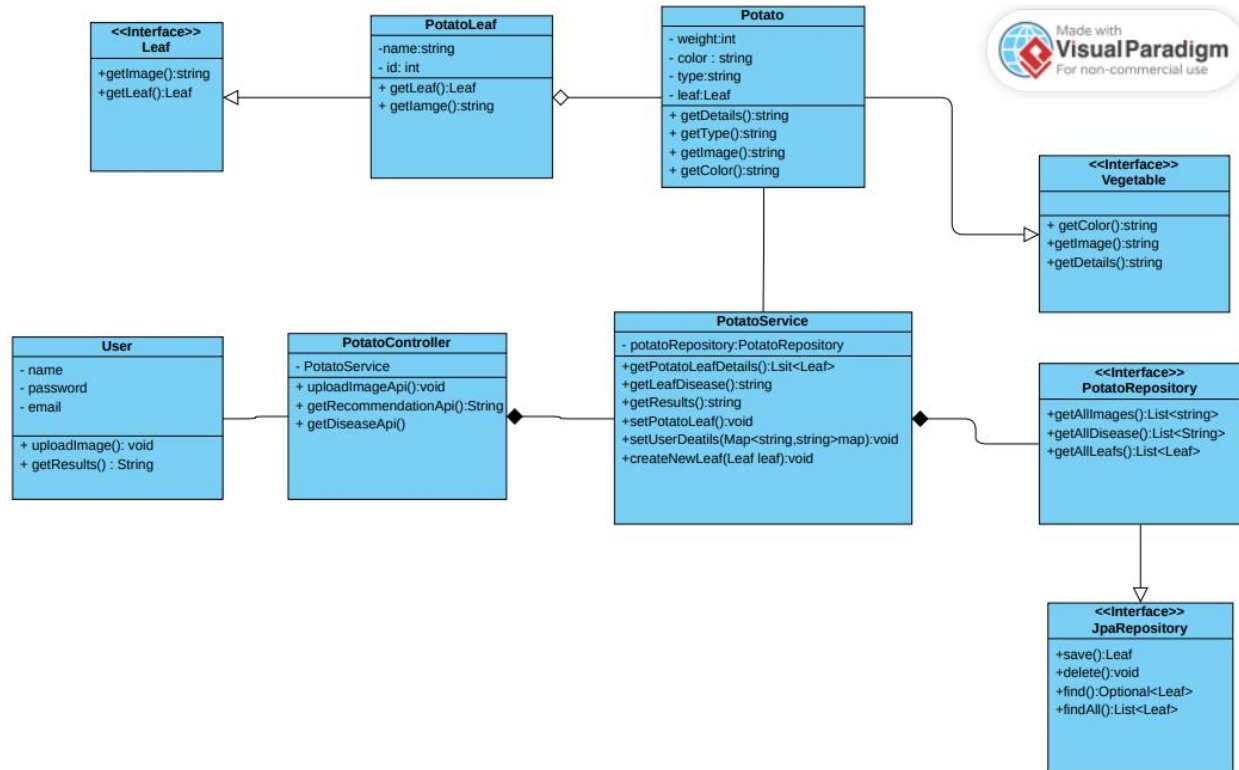 <<Interface>>
Leaf
+getImage():string
+getLeaf():Leaf
PotatoLeaf
-name:string
- id: int
+ getLeaf():Leaf
+ getIamge():string
Potato
- weight:int
- color : string
- type:string
- leaf:Leaf
+ getDetails():string
+ getType():string
+ getImage():string
+ getColor():string
Made with
Visual Paradigm
For non-commercial use
<<Interface>>
Vegetable
+ getColor():string
+getImage():string
+getDetails():string
User
- name
- password
- email
+ uploadImage(): void
+ getResults() : String
PotatoController
- PotatoService
+ uploadImageApi():void
+ getRecommendationApi():String
+ getDiseaseApi()
PotatoService
- potatoRepository:PotatoRepository
+getPotatoLeafDetails():Lsit<Leaf>
+getLeafDisease():string
+getResults():string
+setPotatoLeaf():void
+setUserDeatils(Map<string,string>map):void
+createNewLeaf(Leaf leaf):void
<<Interface>>
PotatoRepository
+getAllImages():List<string>
+getAllDisease():List<String>
+getAllLeafs():List<Leaf>
<<Interface>>
JpaRepository
+save():Leaf
+delete():void
+find():Optional<Leaf>
+findAll():List<Leaf>